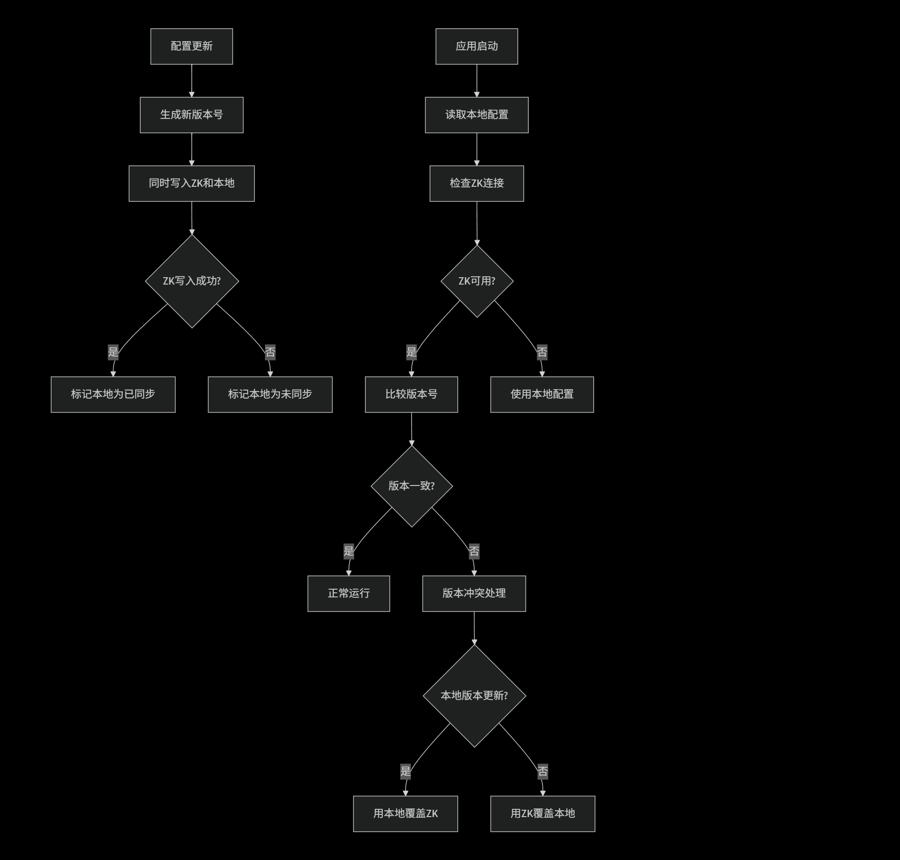 配置更新
生成新版本号
同时写入ZK和本地
ZK写入成功?
是
否
标记本地为已同步
标记本地为未同步
应用启动
读取本地配置
检查ZK连接
ZK可用?
是
否
比较版本号
使用本地配置
版本一致?
是
否
正常运行
版本冲突处理
本地版本更新?
是
否
用本地覆盖ZK
用ZK覆盖本地